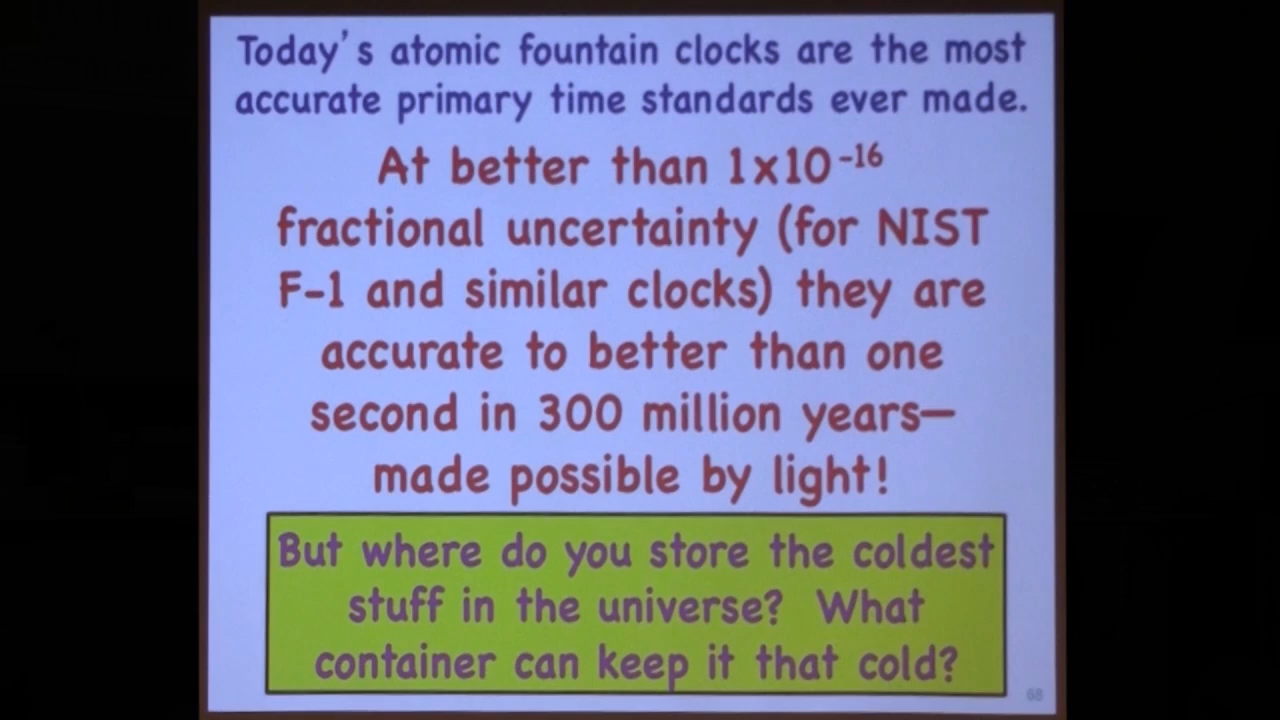 Today's atomic fountain clocks are the most
accurate primary time standards ever made.
At better than 1x10⁻¹⁶
fractional uncertainty (for NIST
F-1 and similar clocks) they are
accurate to better than one
second in 300 million years—
made possible by light!
But where do you store the coldest
stuff in the universe? What
container can keep it that cold?
68